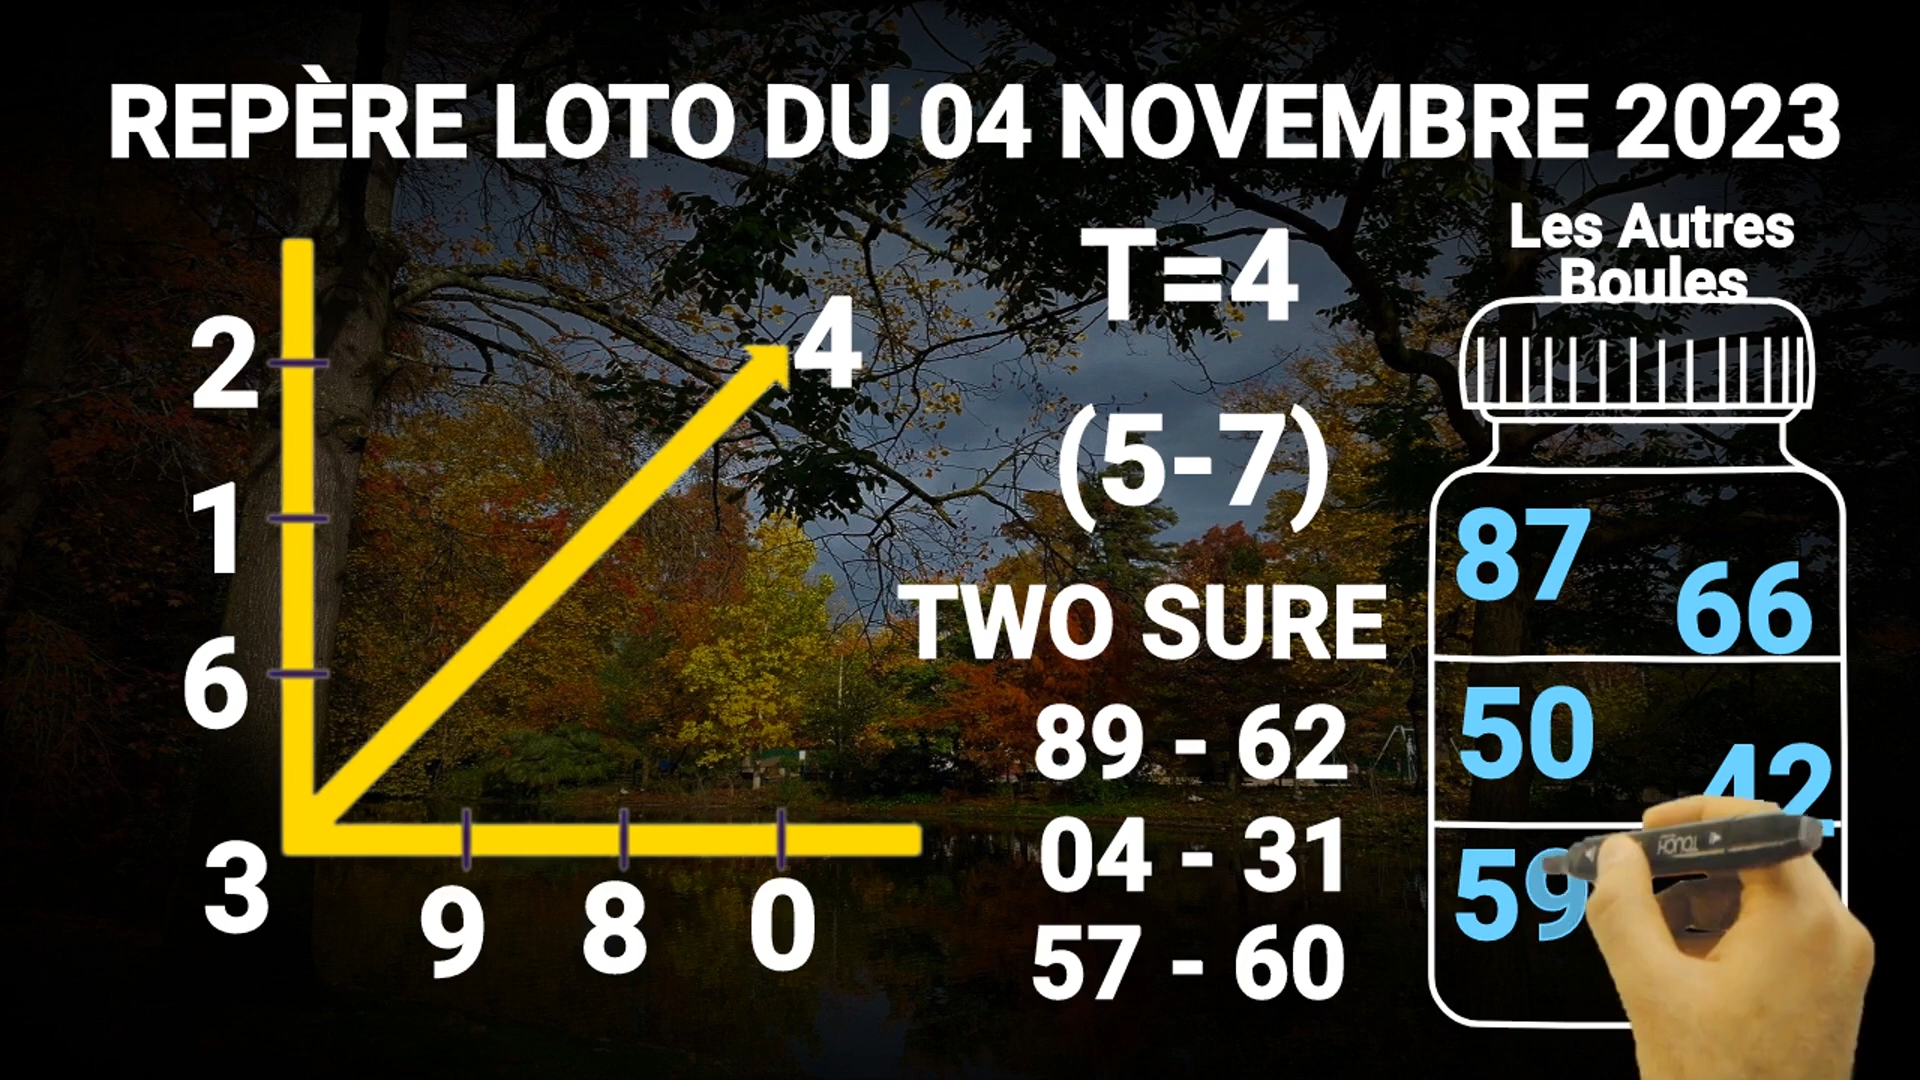 REPÈRE LOTO DU 04 NOVEMBRE 2023
2
1
6
3
9
8
0
4
T=4
(5-7)
TWO SURE
89 - 62
04 - 31
57 - 60
Les Autres
Boules
87
66
50
42
59
TOUCH